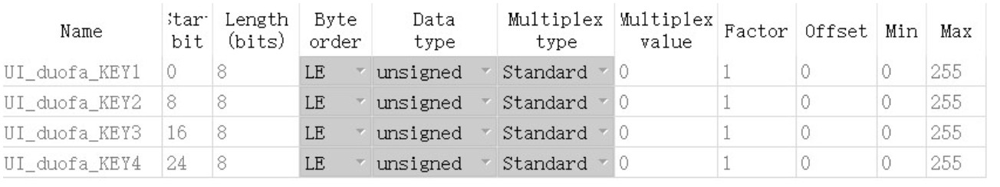 Name Start bit Length (bits) Byte order Data type Multiplex type Multiplex value Factor Offset Min Max
UI_duofa_KEY1 0 8 LE unsigned Standard 0 1 0 0 255
UI_duofa_KEY2 8 8 LE unsigned Standard 0 1 0 0 255
UI_duofa_KEY3 16 8 LE unsigned Standard 0 1 0 0 255
UI_duofa_KEY4 24 8 LE unsigned Standard 0 1 0 0 255